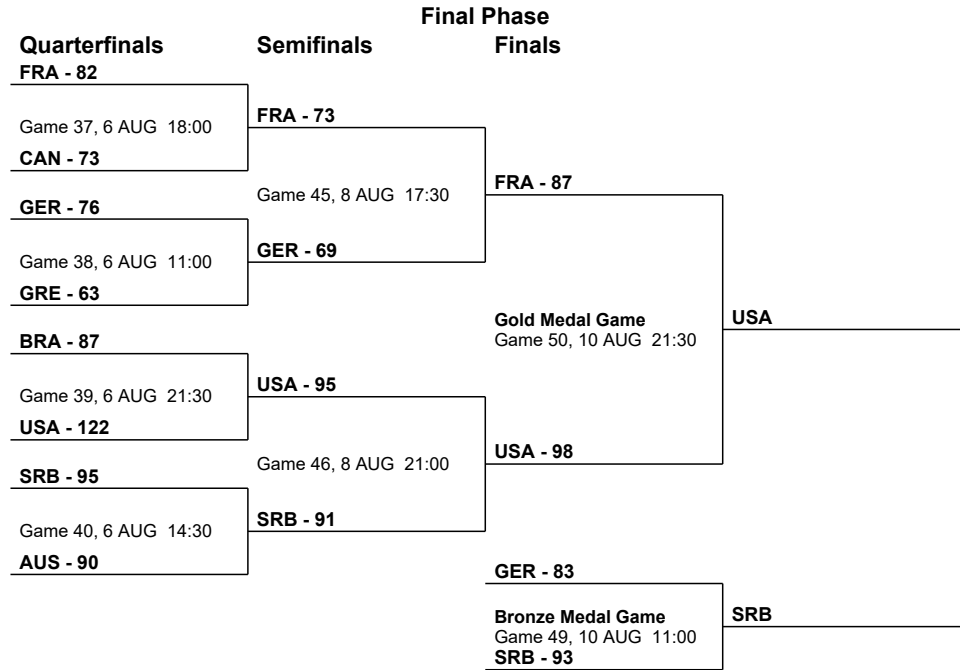 Final Phase
Quarterfinals
Semifinals
Finals
FRA - 82
Game 37, 6 AUG 18:00
CAN - 73
GER - 76
Game 38, 6 AUG 11:00
GRE - 63
BRA - 87
Game 39, 6 AUG 21:30
USA - 122
SRB - 95
Game 40, 6 AUG 14:30
AUS - 90
FRA - 73
Game 45, 8 AUG 17:30
GER - 69
USA - 95
Game 46, 8 AUG 21:00
SRB - 91
FRA - 87
Gold Medal Game
Game 50, 10 AUG 21:30
USA - 98
GER - 83
Bronze Medal Game
Game 49, 10 AUG 11:00
SRB - 93
USA
SRB